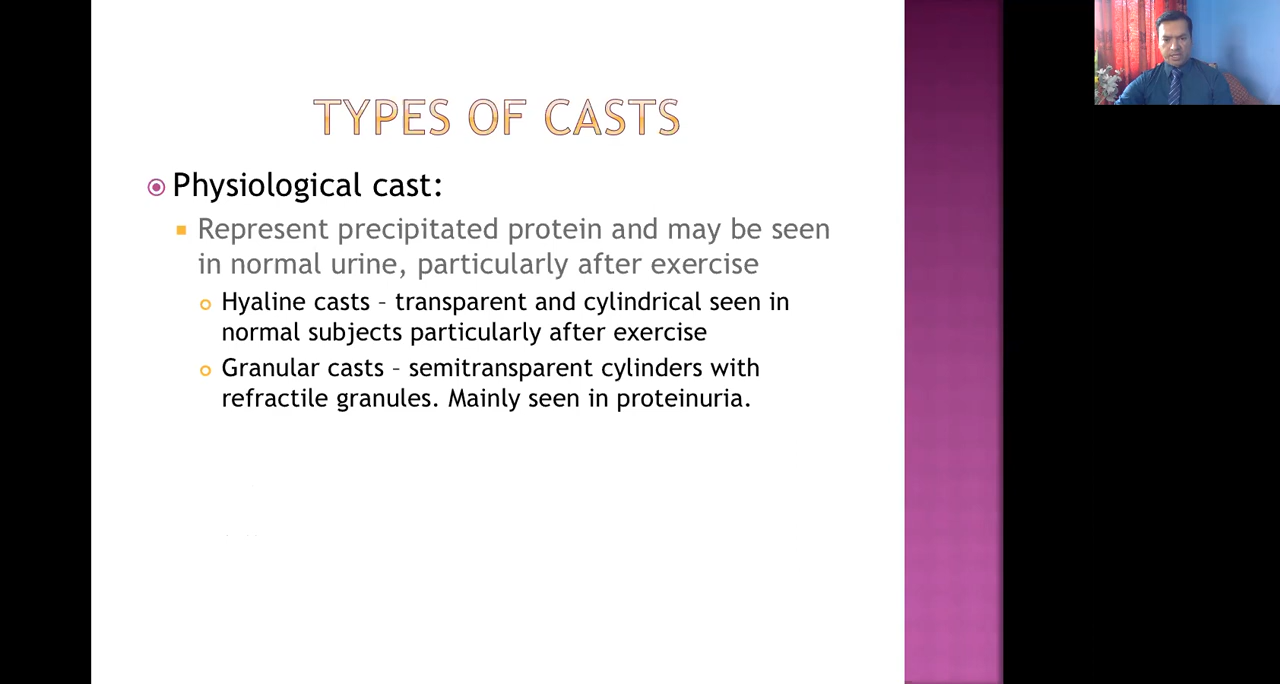 TYPES OF CASTS
Physiological cast:
Represent precipitated protein and may be seen
in normal urine, particularly after exercise
Hyaline casts – transparent and cylindrical seen in
normal subjects particularly after exercise
Granular casts – semitransparent cylinders with
refractile granules. Mainly seen in proteinuria.